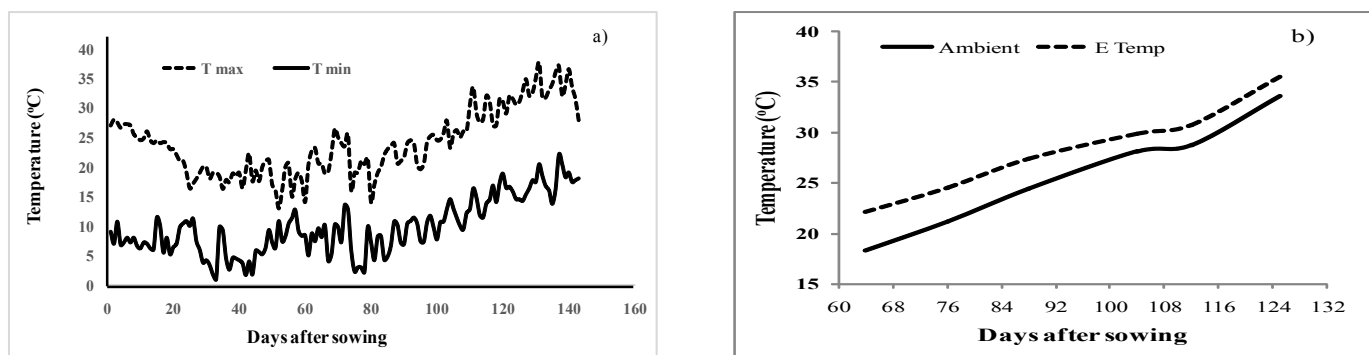 a)
T max T min
Temperature (ºC)
40
35
30
25
20
15
10
5
0
0 20 40 60 80 100 120 140 160
Days after sowing
b)
Ambient E Temp
Temperature (ºC)
40
35
30
25
20
15
60 68 76 84 92 100 108 116 124 132
Days after sowing